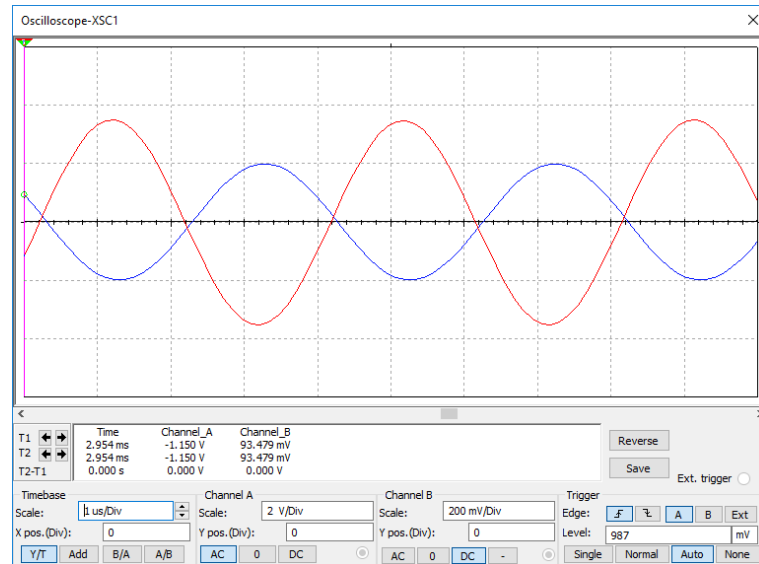 Oscilloscope-XSC1
T1
T2
T2-T1
Time Channel_A Channel_B
2.954 ms -1.150 V 93.479 mV
2.954 ms -1.150 V 93.479 mV
0.000 s 0.000 V 0.000 V
Reverse
Save
Ext. trigger
Timebase
Scale: 1 us/Div
X pos.(Div): 0
Y/T Add B/A A/B
Channel A
Scale: 2 V/Div
Y pos.(Div): 0
AC 0 DC
Channel B
Scale: 200 mV/Div
Y pos.(Div): 0
AC 0 DC -
Trigger
Edge: A B Ext
Level: 987 mV
Single Normal Auto None